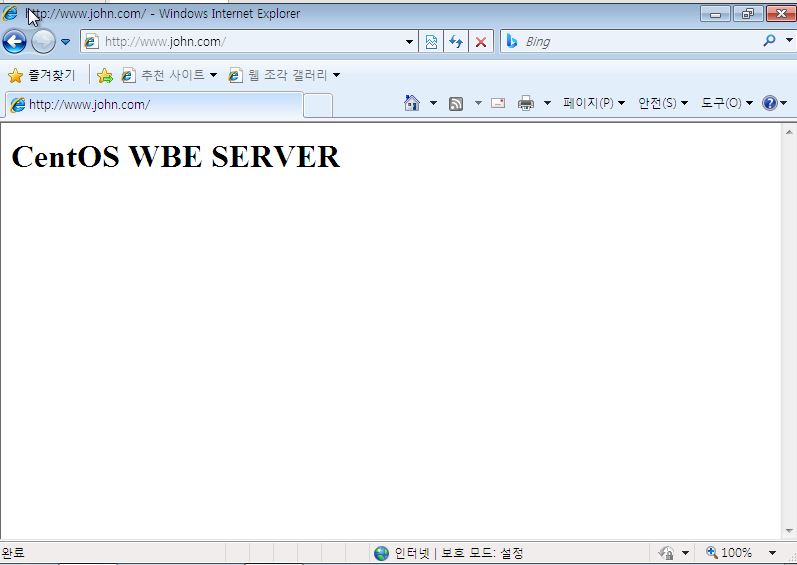 http://www.john.com/ - Windows Internet Explorer
http://www.john.com/
Bing
즐겨찾기 추천 사이트 웹 조각 갤러리
http://www.john.com/
페이지(P) 안전(S) 도구(O)
CentOS WBE SERVER
완료
인터넷 | 보호 모드: 설정
100%